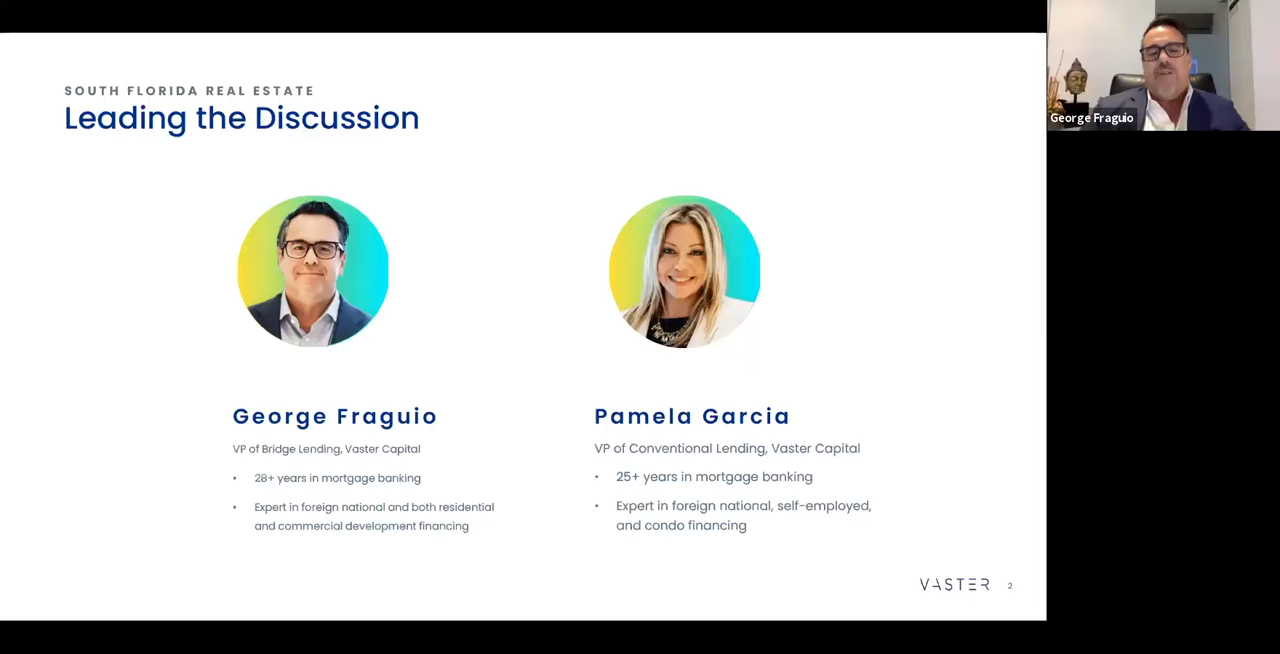 SOUTH FLORIDA REAL ESTATE
Leading the Discussion
George Fraguio
George Fraguio
VP of Bridge Lending, Vaster Capital
• 28+ years in mortgage banking
• Expert in foreign national and both residential
and commercial development financing
Pamela Garcia
VP of Conventional Lending, Vaster Capital
• 25+ years in mortgage banking
• Expert in foreign national, self-employed,
and condo financing
VASTER 2